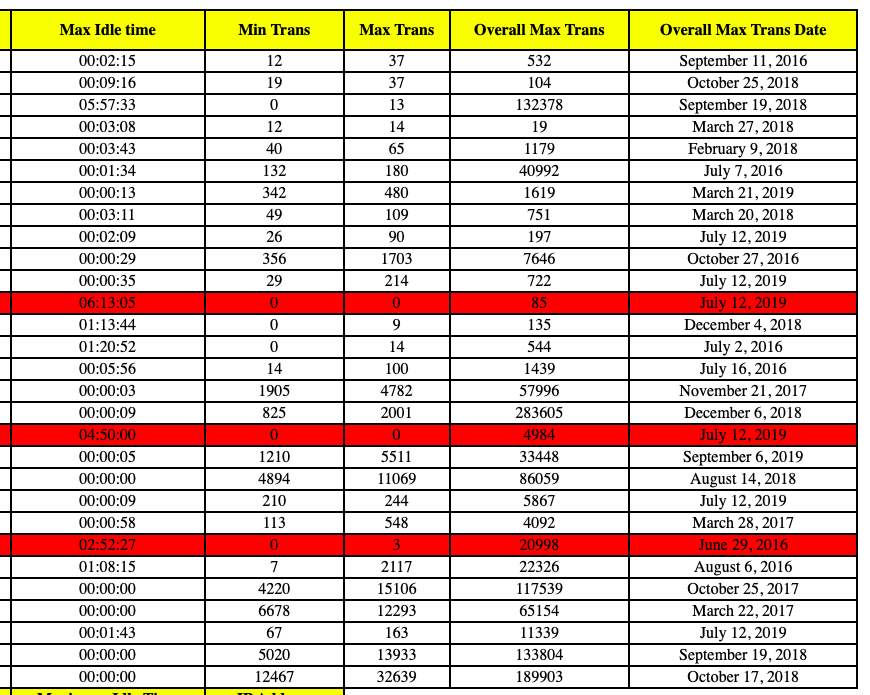 Max Idle time Min Trans Max Trans Overall Max Trans Overall Max Trans Date
00:02:15 12 37 532 September 11, 2016
00:09:16 19 37 104 October 25, 2018
05:57:33 0 13 132378 September 19, 2018
00:03:08 12 14 19 March 27, 2018
00:03:43 40 65 1179 February 9, 2018
00:01:34 132 180 40992 July 7, 2016
00:00:13 342 480 1619 March 21, 2019
00:03:11 49 109 751 March 20, 2018
00:02:09 26 90 197 July 12, 2019
00:00:29 356 1703 7646 October 27, 2016
00:00:35 29 214 722 July 12, 2019
06:13:05 0 0 85 July 12, 2019
01:13:44 0 9 135 December 4, 2018
01:20:52 0 14 544 July 2, 2016
00:05:56 14 100 1439 July 16, 2016
00:00:03 1905 4782 57996 November 21, 2017
00:00:09 825 2001 283605 December 6, 2018
04:50:00 0 0 4984 July 12, 2019
00:00:05 1210 5511 33448 September 6, 2019
00:00:00 4894 11069 86059 August 14, 2018
00:00:09 210 244 5867 July 12, 2019
00:00:58 113 548 4092 March 28, 2017
02:52:27 0 3 20998 June 29, 2016
01:08:15 7 2117 22326 August 6, 2016
00:00:00 4220 15106 117539 October 25, 2017
00:00:00 6678 12293 65154 March 22, 2017
00:01:43 67 163 11339 July 12, 2019
00:00:00 5020 13933 133804 September 19, 2018
00:00:00 12467 32639 189903 October 17, 2018